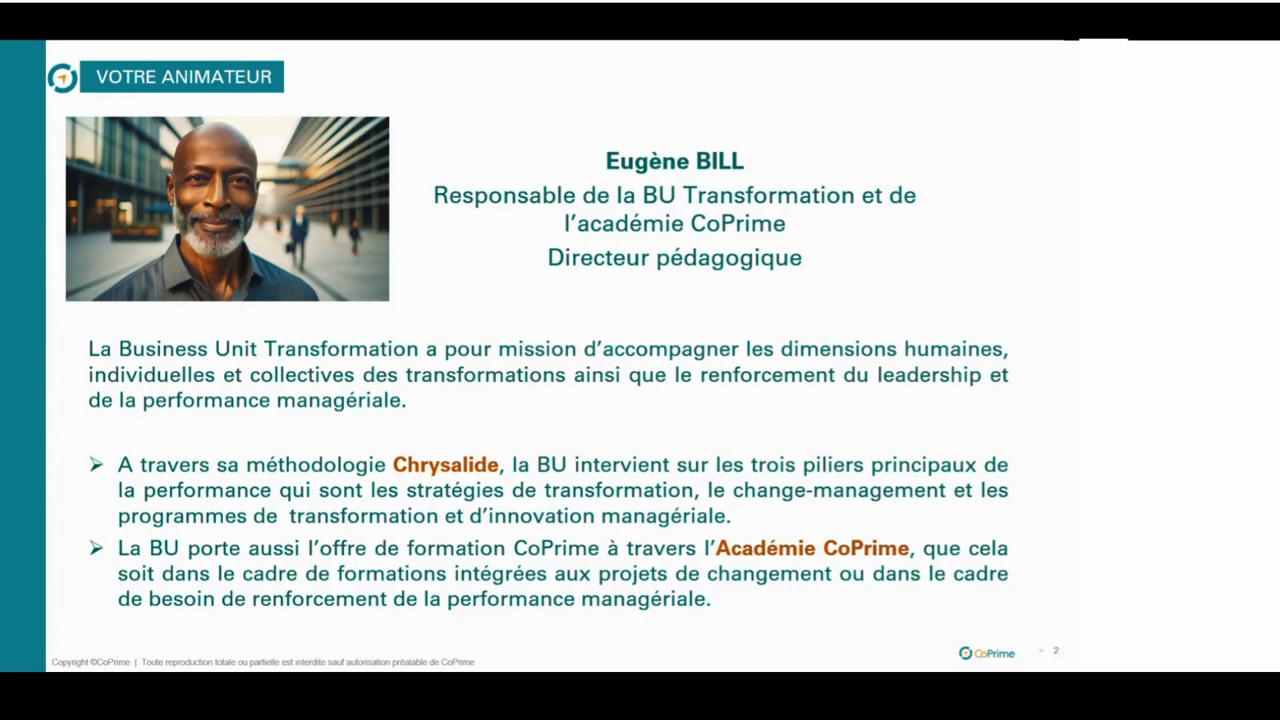 VOTRE ANIMATEUR
Eugène BILL
Responsable de la BU Transformation et de
l’académie CoPrime
Directeur pédagogique
La Business Unit Transformation a pour mission d’accompagner les dimensions humaines,
individuelles et collectives des transformations ainsi que le renforcement du leadership et
de la performance managériale.
➢ A travers sa méthodologie Chrysalide, la BU intervient sur les trois piliers principaux de
la performance qui sont les stratégies de transformation, le change-management et les
programmes de transformation et d’innovation managériale.
➢ La BU porte aussi l’offre de formation CoPrime à travers l’Académie CoPrime, que cela
soit dans le cadre de formations intégrées aux projets de changement ou dans le cadre
de besoin de renforcement de la performance managériale.
Copyright ©CoPrime | Toute reproduction totale ou partielle est interdite sauf autorisation préalable de CoPrime
CoPrime
2